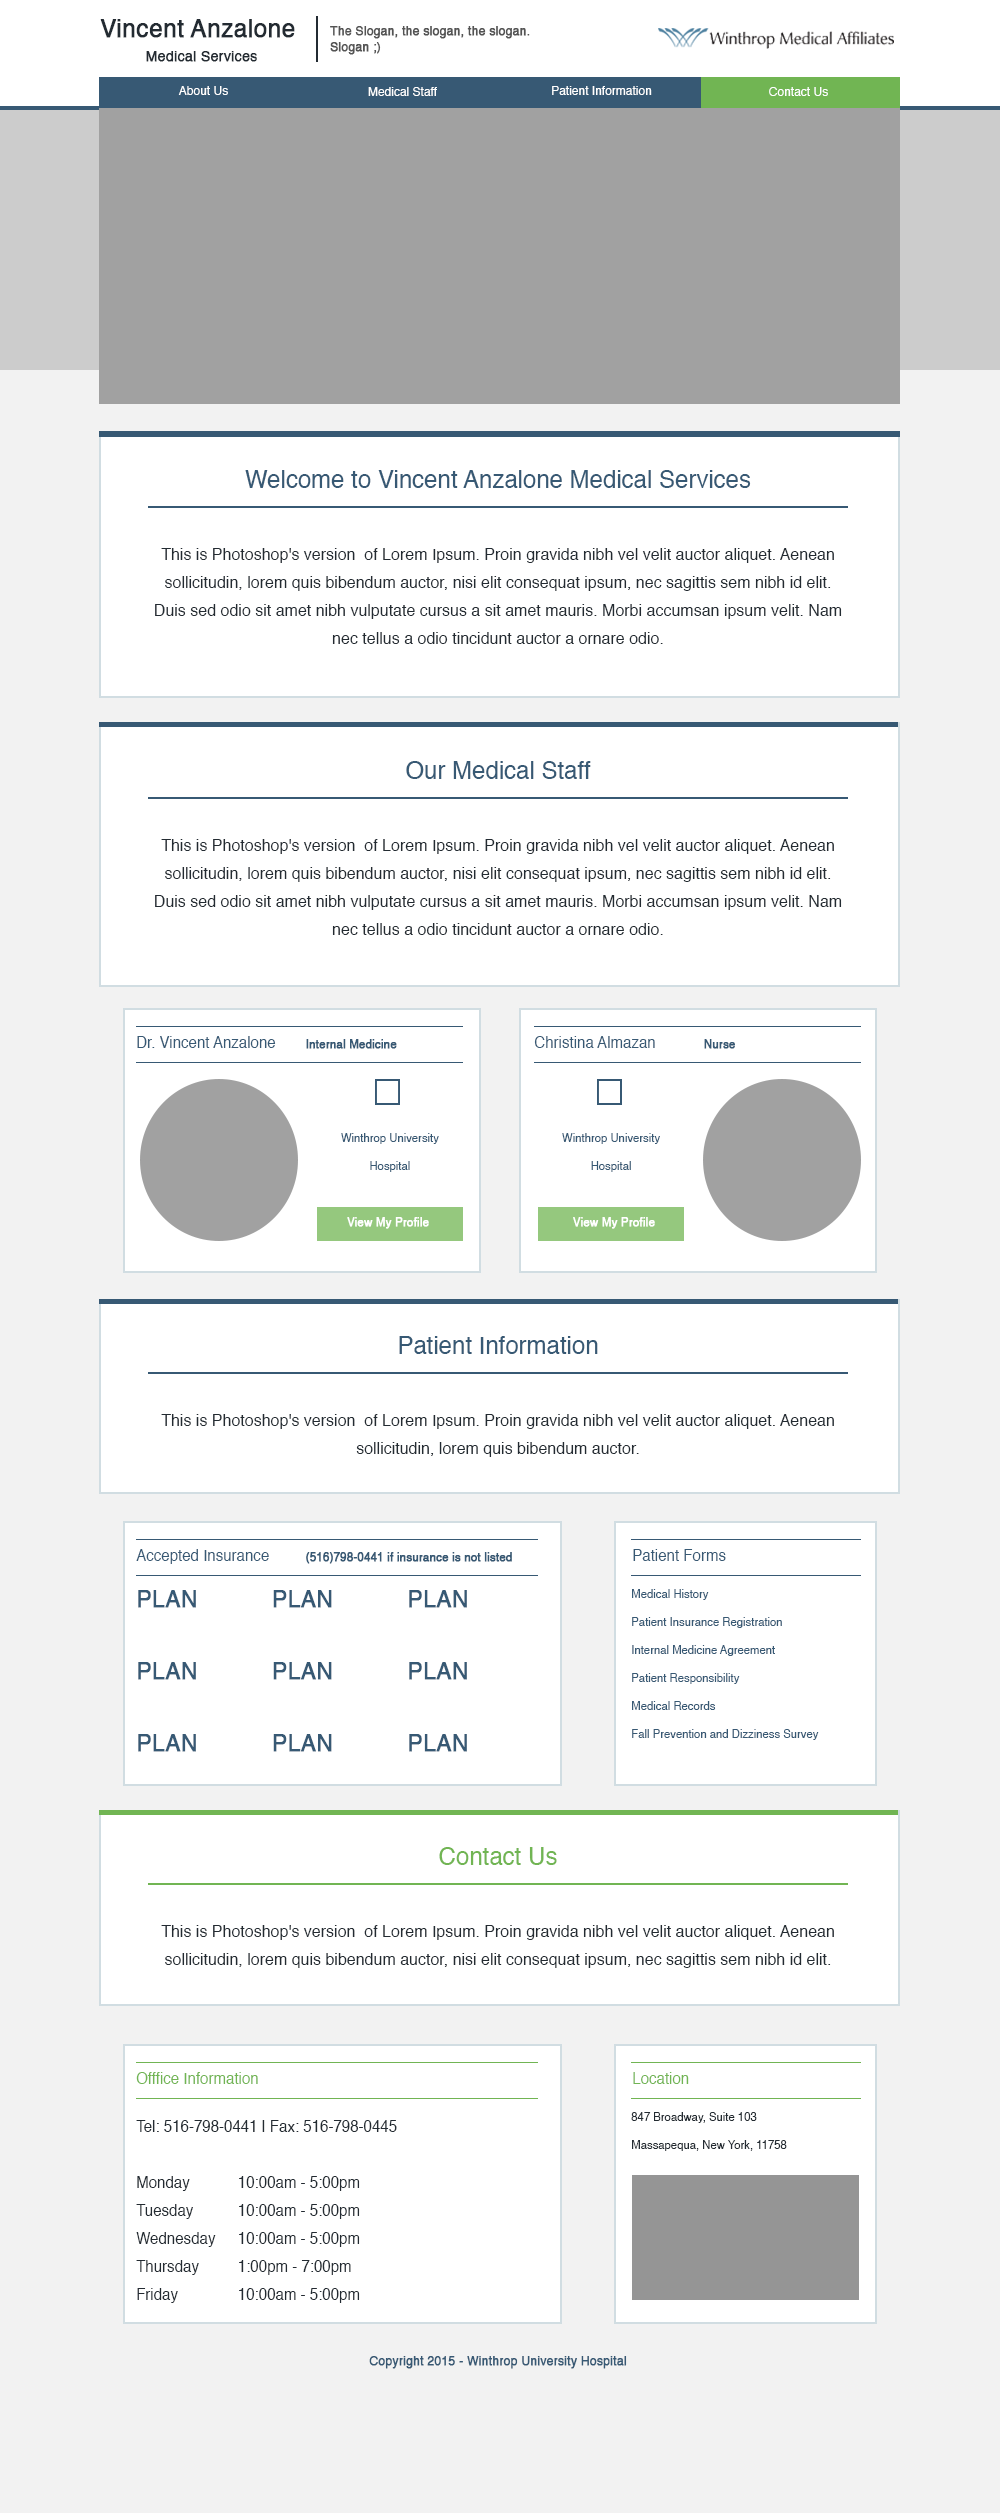 Vincent Anzalone
Medical Services
The Slogan, the slogan, the slogan.
Slogan ;)
Winthrop Medical Affiliates
About Us
Medical Staff
Patient Information
Contact Us
Welcome to Vincent Anzalone Medical Services
This is Photoshop's version  of Lorem Ipsum. Proin gravida nibh vel velit auctor aliquet. Aenean
sollicitudin, lorem quis bibendum auctor, nisi elit consequat ipsum, nec sagittis sem nibh id elit.
Duis sed odio sit amet nibh vulputate cursus a sit amet mauris. Morbi accumsan ipsum velit. Nam
nec tellus a odio tincidunt auctor a ornare odio.
Our Medical Staff
This is Photoshop's version  of Lorem Ipsum. Proin gravida nibh vel velit auctor aliquet. Aenean
sollicitudin, lorem quis bibendum auctor, nisi elit consequat ipsum, nec sagittis sem nibh id elit.
Duis sed odio sit amet nibh vulputate cursus a sit amet mauris. Morbi accumsan ipsum velit. Nam
nec tellus a odio tincidunt auctor a ornare odio.
Dr. Vincent Anzalone Internal Medicine
Winthrop University
Hospital
View My Profile
Christina Almazan Nurse
Winthrop University
Hospital
View My Profile
Patient Information
This is Photoshop's version  of Lorem Ipsum. Proin gravida nibh vel velit auctor aliquet. Aenean
sollicitudin, lorem quis bibendum auctor.
Accepted Insurance (516)798-0441 if insurance is not listed
PLAN PLAN PLAN
PLAN PLAN PLAN
PLAN PLAN PLAN
Patient Forms
Medical History
Patient Insurance Registration
Internal Medicine Agreement
Patient Responsibility
Medical Records
Fall Prevention and Dizziness Survey
Contact Us
This is Photoshop's version  of Lorem Ipsum. Proin gravida nibh vel velit auctor aliquet. Aenean
sollicitudin, lorem quis bibendum auctor, nisi elit consequat ipsum, nec sagittis sem nibh id elit.
Offfice Information
Tel: 516-798-0441 I Fax: 516-798-0445
Monday 10:00am - 5:00pm
Tuesday 10:00am - 5:00pm
Wednesday 10:00am - 5:00pm
Thursday 1:00pm - 7:00pm
Friday 10:00am - 5:00pm
Location
847 Broadway, Suite 103
Massapequa, New York, 11758
Copyright 2015 - Winthrop University Hospital